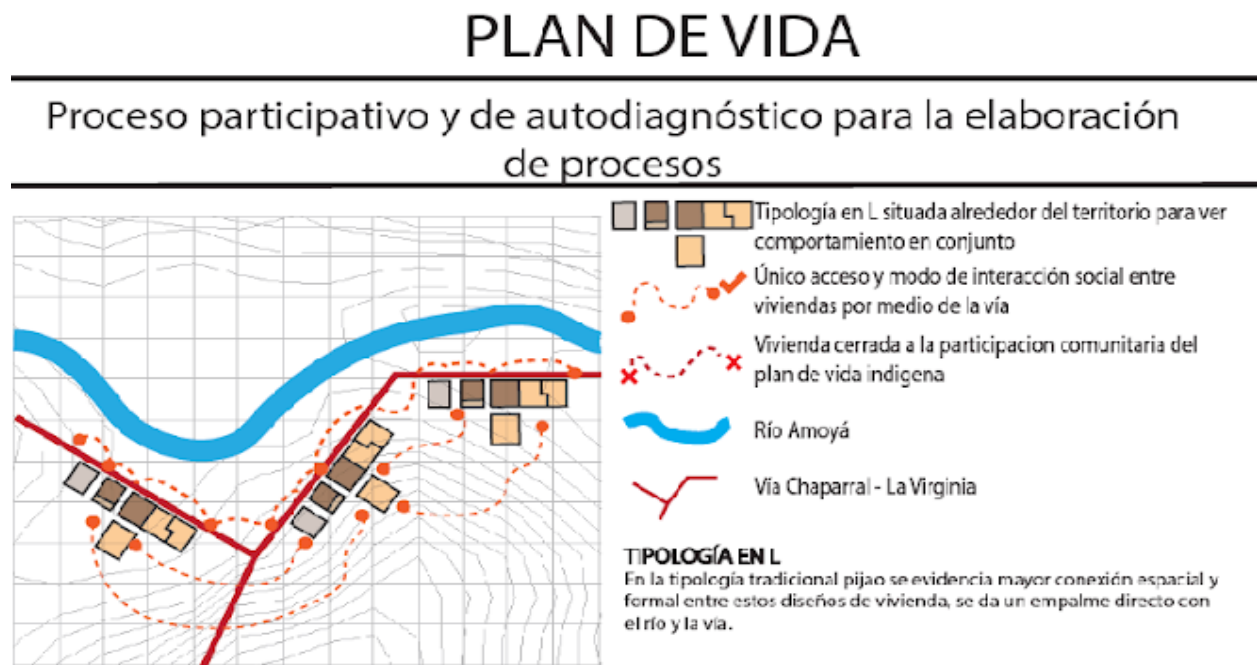 PLAN DE VIDA
Proceso participativo y de autodiagnóstico para la elaboración
de procesos
Tipología en L situada alrededor del territorio para ver
comportamiento en conjunto
Único acceso y modo de interacción social entre
viviendas por medio de la vía
Vivienda cerrada a la participacion comunitaria del
plan de vida indigena
Río Amoyá
Vía Chaparral - La Virginia
TIPOLOGÍA EN L
En la tipología tradicional pijao se evidencia mayor conexión espacial y
formal entre estos diseños de vivienda, se da un empalme directo con
el río y la vía.